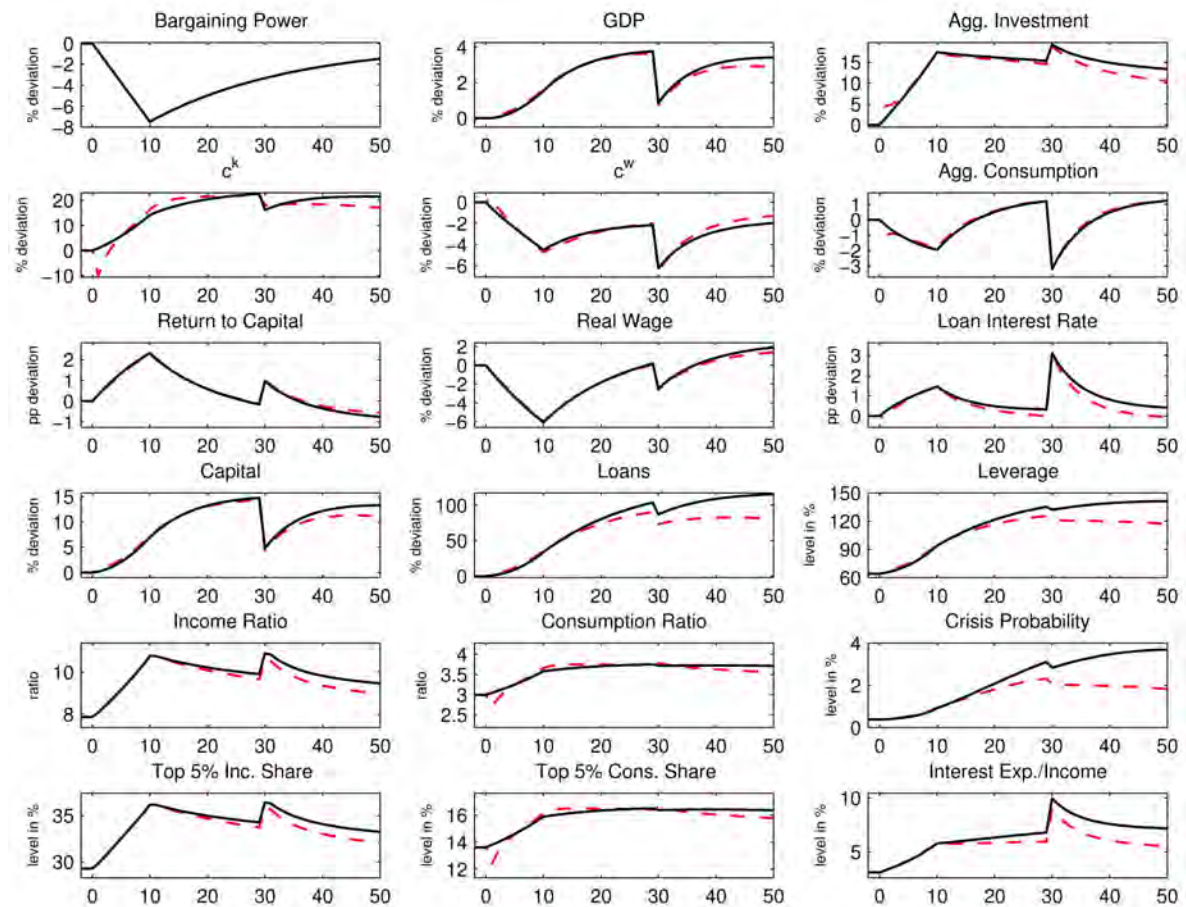 Bargaining Power
% deviation
0
−2
−4
−6
−8
0 10 20 30 40 50
GDP
% deviation
4
2
0
0 10 20 30 40 50
Agg. Investment
% deviation
15
10
5
0
0 10 20 30 40 50
c^k
% deviation
20
10
0
−10
0 10 20 30 40 50
c^w
% deviation
0
−2
−4
−6
0 10 20 30 40 50
Agg. Consumption
% deviation
1
0
−1
−2
−3
0 10 20 30 40 50
Return to Capital
pp deviation
2
1
0
−1
0 10 20 30 40 50
Real Wage
% deviation
2
0
−2
−4
−6
0 10 20 30 40 50
Loan Interest Rate
pp deviation
3
2
1
0
0 10 20 30 40 50
Capital
% deviation
15
10
5
0
0 10 20 30 40 50
Loans
% deviation
100
50
0
0 10 20 30 40 50
Leverage
level in %
150
120
90
60
0 10 20 30 40 50
Income Ratio
ratio
10
8
0 10 20 30 40 50
Consumption Ratio
ratio
4
3.5
3
2.5
0 10 20 30 40 50
Crisis Probability
level in %
4
2
0
0 10 20 30 40 50
Top 5% Inc. Share
level in %
35
30
0 10 20 30 40 50
Top 5% Cons. Share
level in %
16
14
12
0 10 20 30 40 50
Interest Exp./Income
level in %
10
5
0 10 20 30 40 50